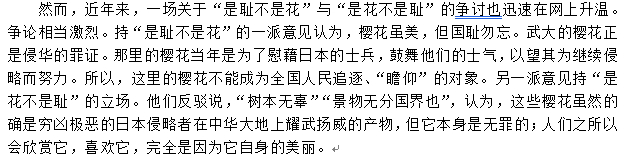 然而，近年来，一场关于“是耻不是花”与“是花不是耻”的争讨也迅速在网上升温。
争论相当激烈。持“是耻不是花”的一派意见认为，樱花虽美，但国耻勿忘。武大的樱花正
是侵华的罪证。那里的樱花当年是为了慰藉日本的士兵，鼓舞他们的士气，以望其为继续侵
略而努力。所以，这里的樱花不能成为全国人民追逐、“瞻仰”的对象。另一派意见持“是
花不是耻”的立场。他们反驳说，“树本无辜”“景物无分国界也”，认为，这些樱花虽然的
确是穷凶极恶的日本侵略者在中华大地上耀武扬威的产物，但它本身是无罪的；人们之所以
会欣赏它，喜欢它，完全是因为它自身的美丽。